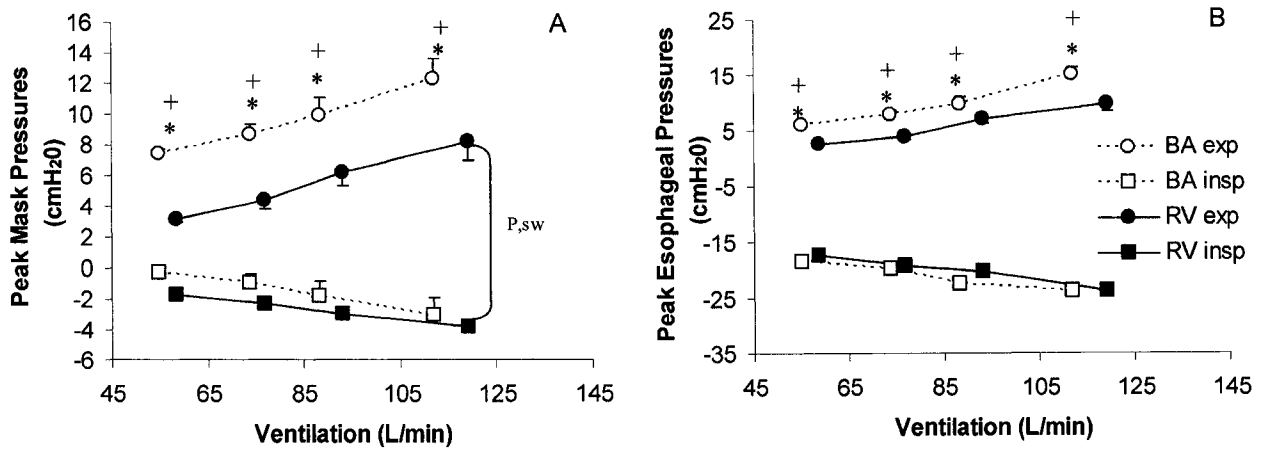 A
Peak Mask Pressures
(cmH20)
16
14
12
10
8
6
4
2
0
-2
-4
-6
+ + + +
* * * *
P,sw
45 65 85 105 125 145
Ventilation (L/min)
B
Peak Esophageal Pressures
(cmH20)
25
15
5
-5
-15
-25
-35
+ + + +
* * * *
BA exp
BA insp
RV exp
RV insp
45 65 85 105 125 145
Ventilation (L/min)